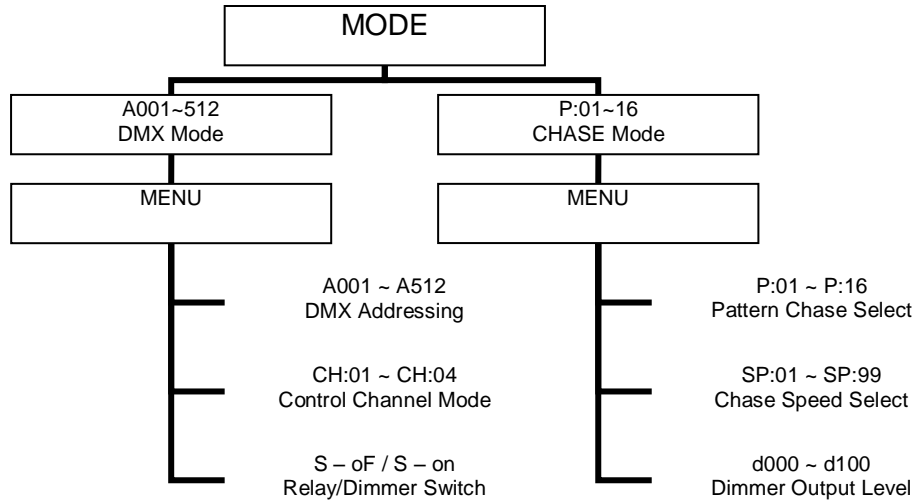 MODE
A001~512
DMX Mode
P:01~16
CHASE Mode
MENU
MENU
A001 ~ A512
DMX Addressing
P:01 ~ P:16
Pattern Chase Select
CH:01 ~ CH:04
Control Channel Mode
SP:01 ~ SP:99
Chase Speed Select
S – oF / S – on
Relay/Dimmer Switch
d000 ~ d100
Dimmer Output Level